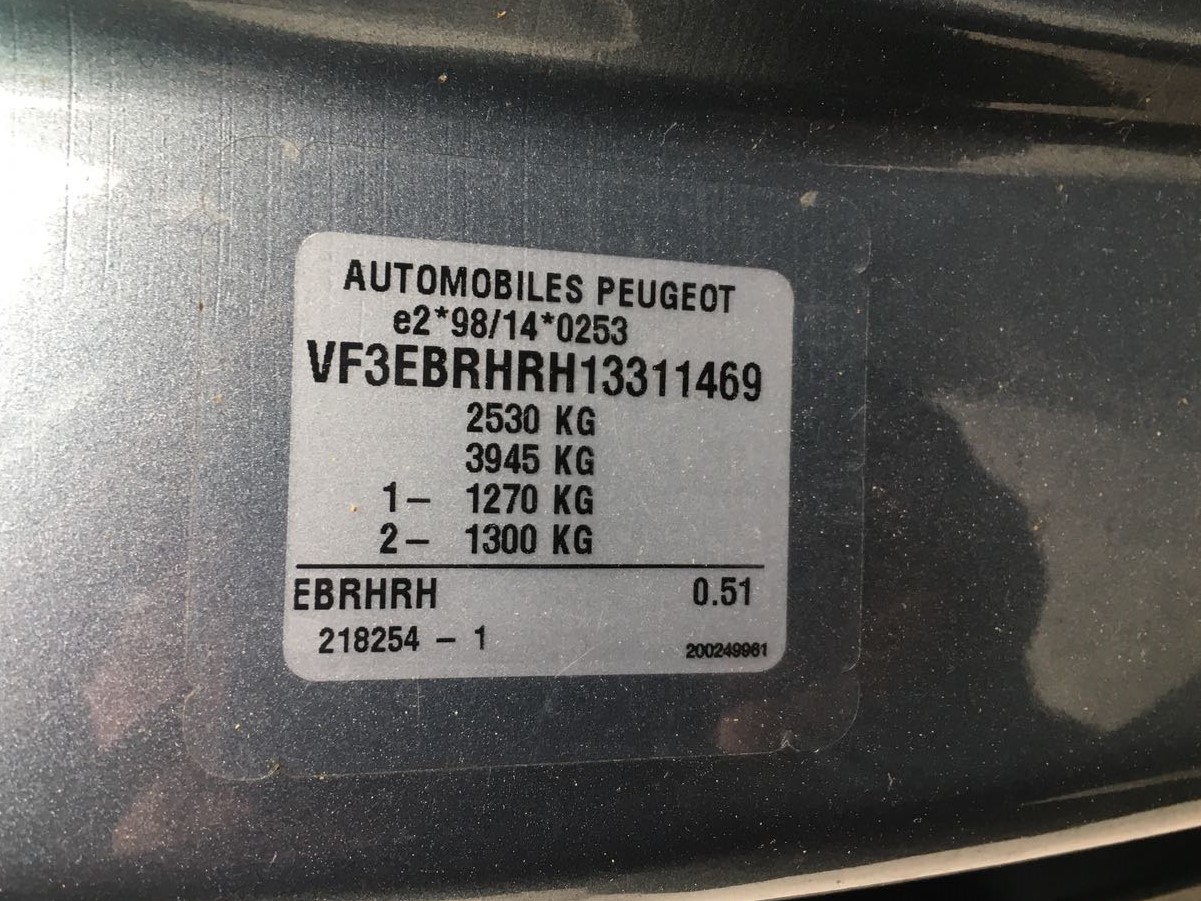 AUTOMOBILES PEUGEOT
e2*98/14*0253
VF3EBRHRH13311469
2530 KG
3945 KG
1– 1270 KG
2– 1300 KG
EBRHRH 0.51
218254 – 1 200249961